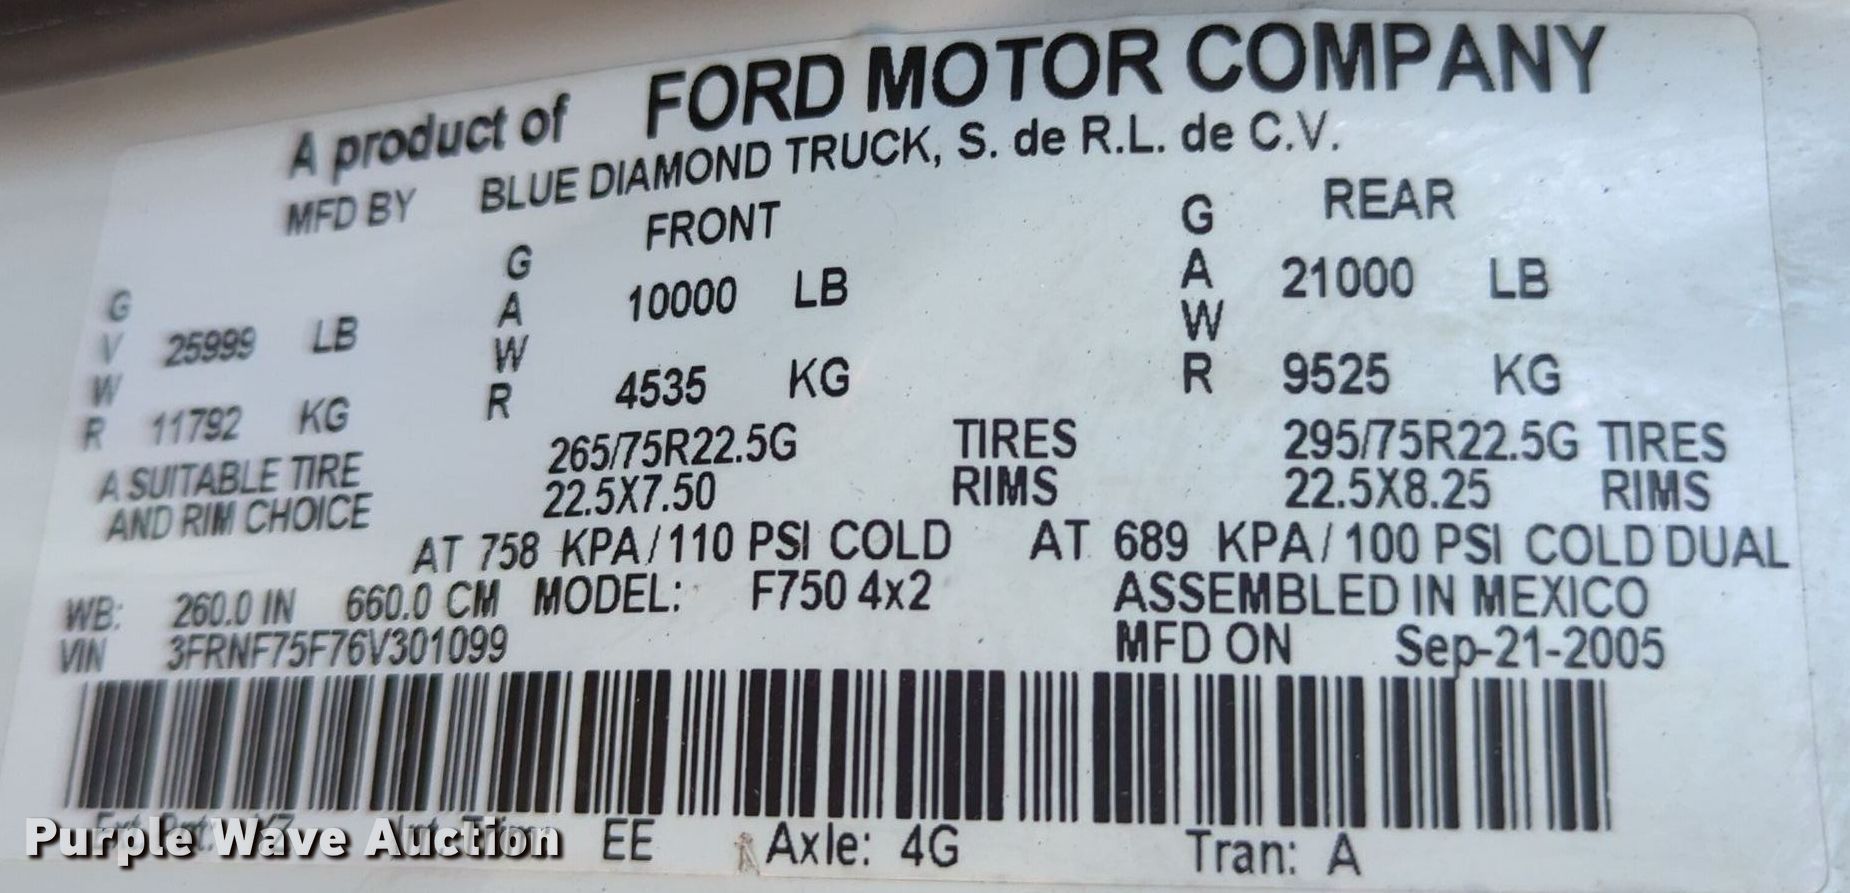 A product of FORD MOTOR COMPANY
MFD BY BLUE DIAMOND TRUCK, S. de R.L. de C.V.
GVWR 25999 LB 11792 KG
FRONT GAWR 10000 LB 4535 KG
REAR GAWR 21000 LB 9525 KG
A SUITABLE TIRE AND RIM CHOICE
265/75R22.5G TIRES 295/75R22.5G TIRES
22.5X7.50 RIMS 22.5X8.25 RIMS
AT 758 KPA/110 PSI COLD AT 689 KPA/100 PSI COLD DUAL
WB: 260.0 IN 660.0 CM MODEL: F750 4x2 ASSEMBLED IN MEXICO
VIN 3FRNF75F76V301099 MFD ON Sep-21-2005
EE Axle: 4G Tran: A
Purple Wave Auction